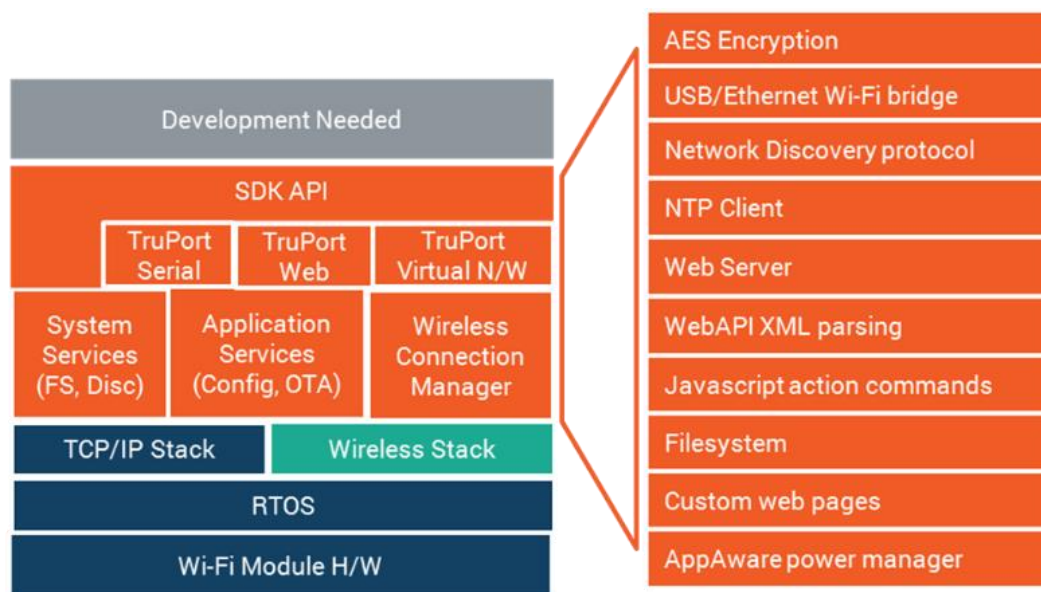 Development Needed
SDK API
TruPort
Serial
TruPort
Web
TruPort
Virtual N/W
System
Services
(FS, Disc)
Application
Services
(Config, OTA)
Wireless
Connection
Manager
TCP/IP Stack
Wireless Stack
RTOS
Wi-Fi Module H/W
AES Encryption
USB/Ethernet Wi-Fi bridge
Network Discovery protocol
NTP Client
Web Server
WebAPI XML parsing
Javascript action commands
Filesystem
Custom web pages
AppAware power manager